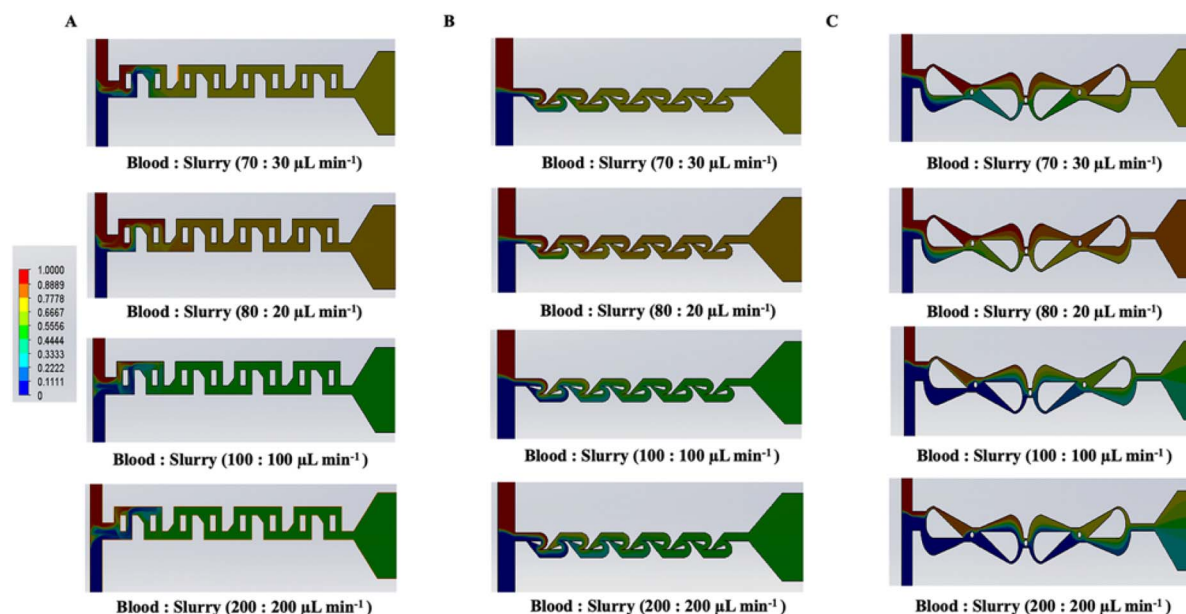 A
B
C
Blood : Slurry (70 : 30 µL min⁻¹)
Blood : Slurry (70 : 30 µL min⁻¹)
Blood : Slurry (70 : 30 µL min⁻¹)
Blood : Slurry (80 : 20 µL min⁻¹)
Blood : Slurry (80 : 20 µL min⁻¹)
Blood : Slurry (80 : 20 µL min⁻¹)
1.0000
0.8889
0.7778
0.6667
0.5556
0.4444
0.3333
0.2222
0.1111
0
Blood : Slurry (100 : 100 µL min⁻¹)
Blood : Slurry (100 : 100 µL min⁻¹)
Blood : Slurry (100 : 100 µL min⁻¹)
Blood : Slurry (200 : 200 µL min⁻¹)
Blood : Slurry (200 : 200 µL min⁻¹)
Blood : Slurry (200 : 200 µL min⁻¹)